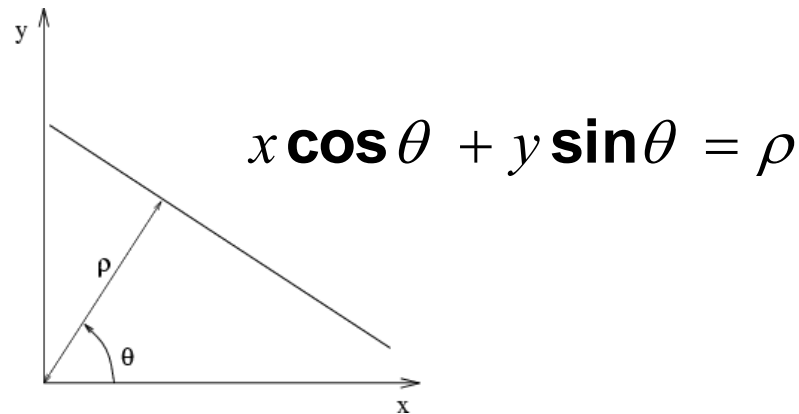 y
x cos θ + y sin θ = ρ
ρ
θ
x